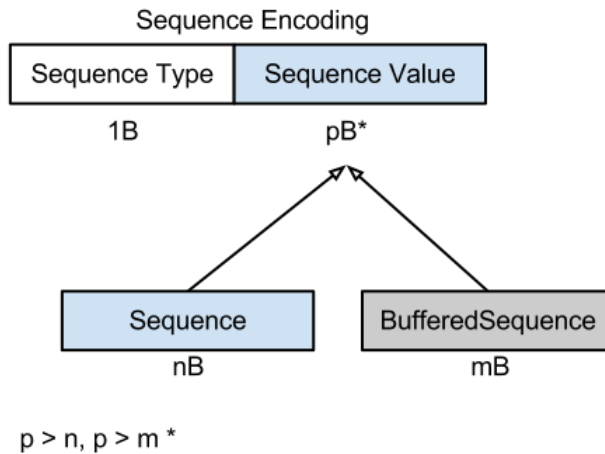 Sequence Encoding
Sequence Type Sequence Value
1B pB*
Sequence BufferedSequence
nB mB
p > n, p > m *